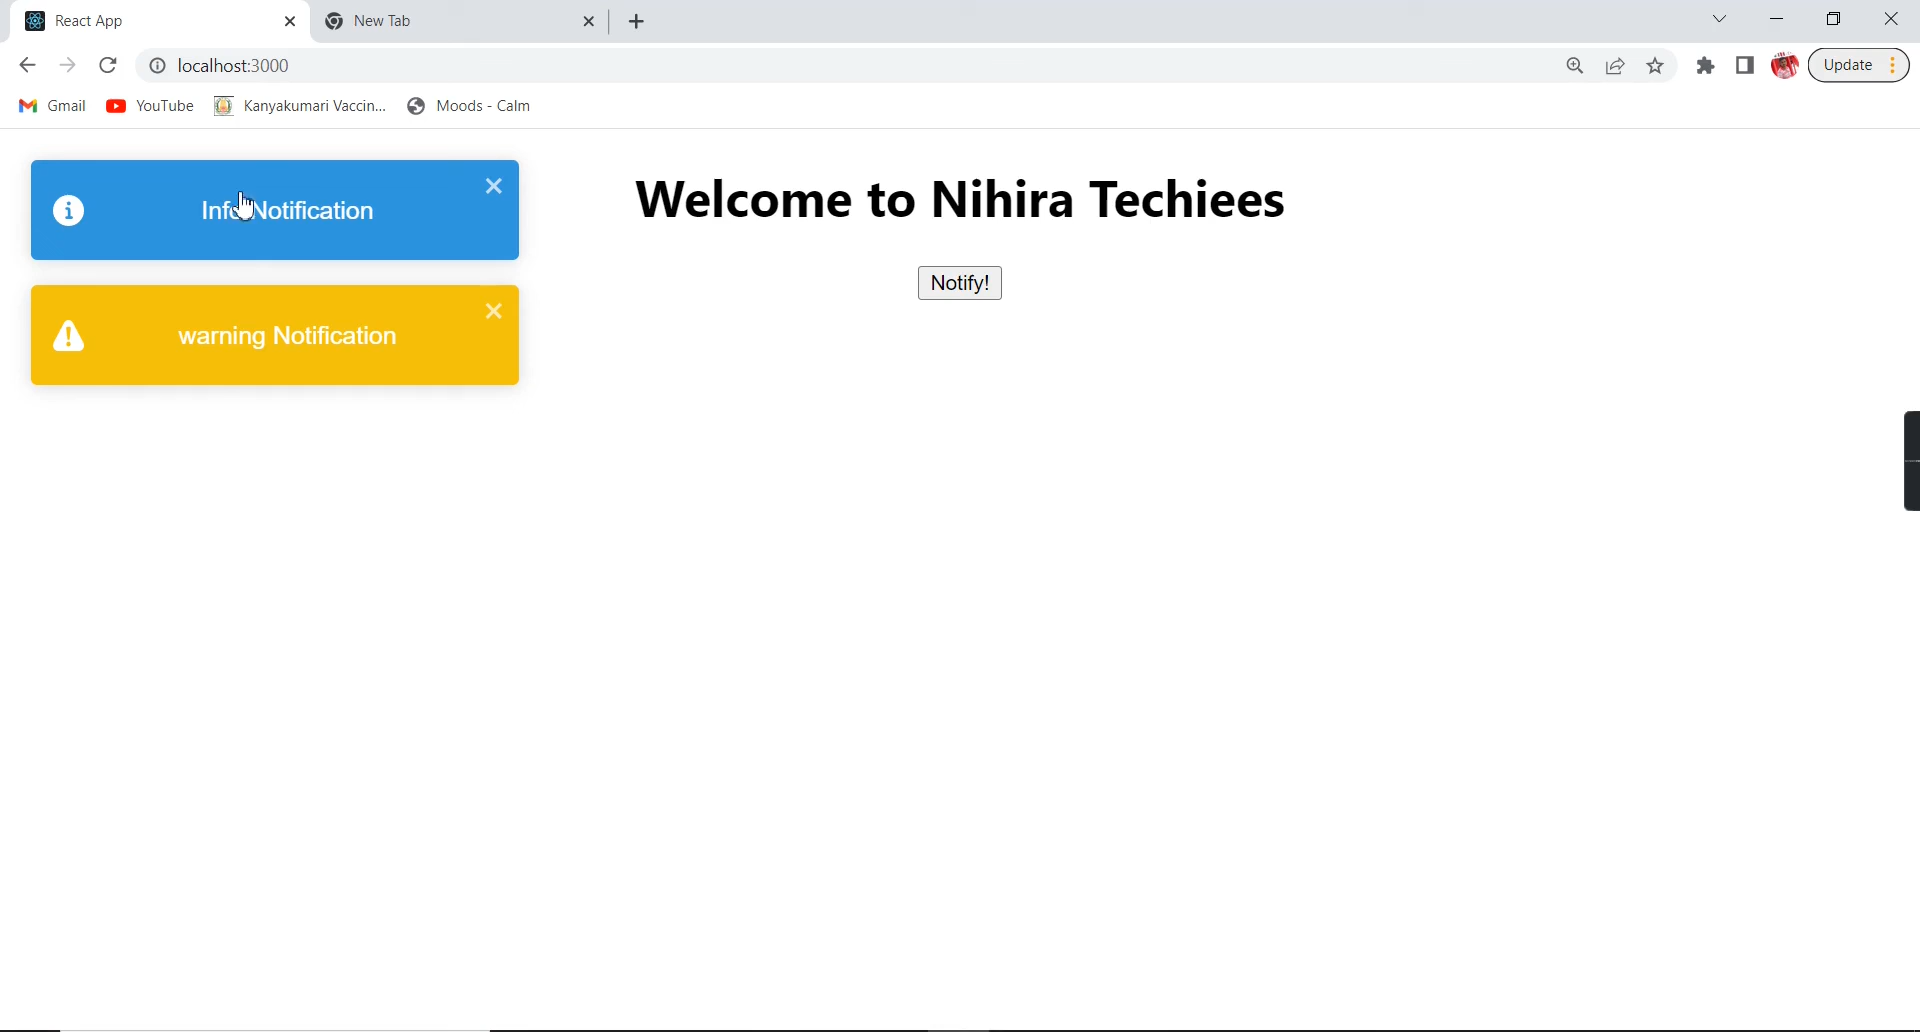 React App
New Tab
localhost:3000
Update
Gmail
YouTube
Kanyakumari Vaccin...
Moods - Calm
Notification
warning Notification
Welcome to Nihira Techiees
Notify!